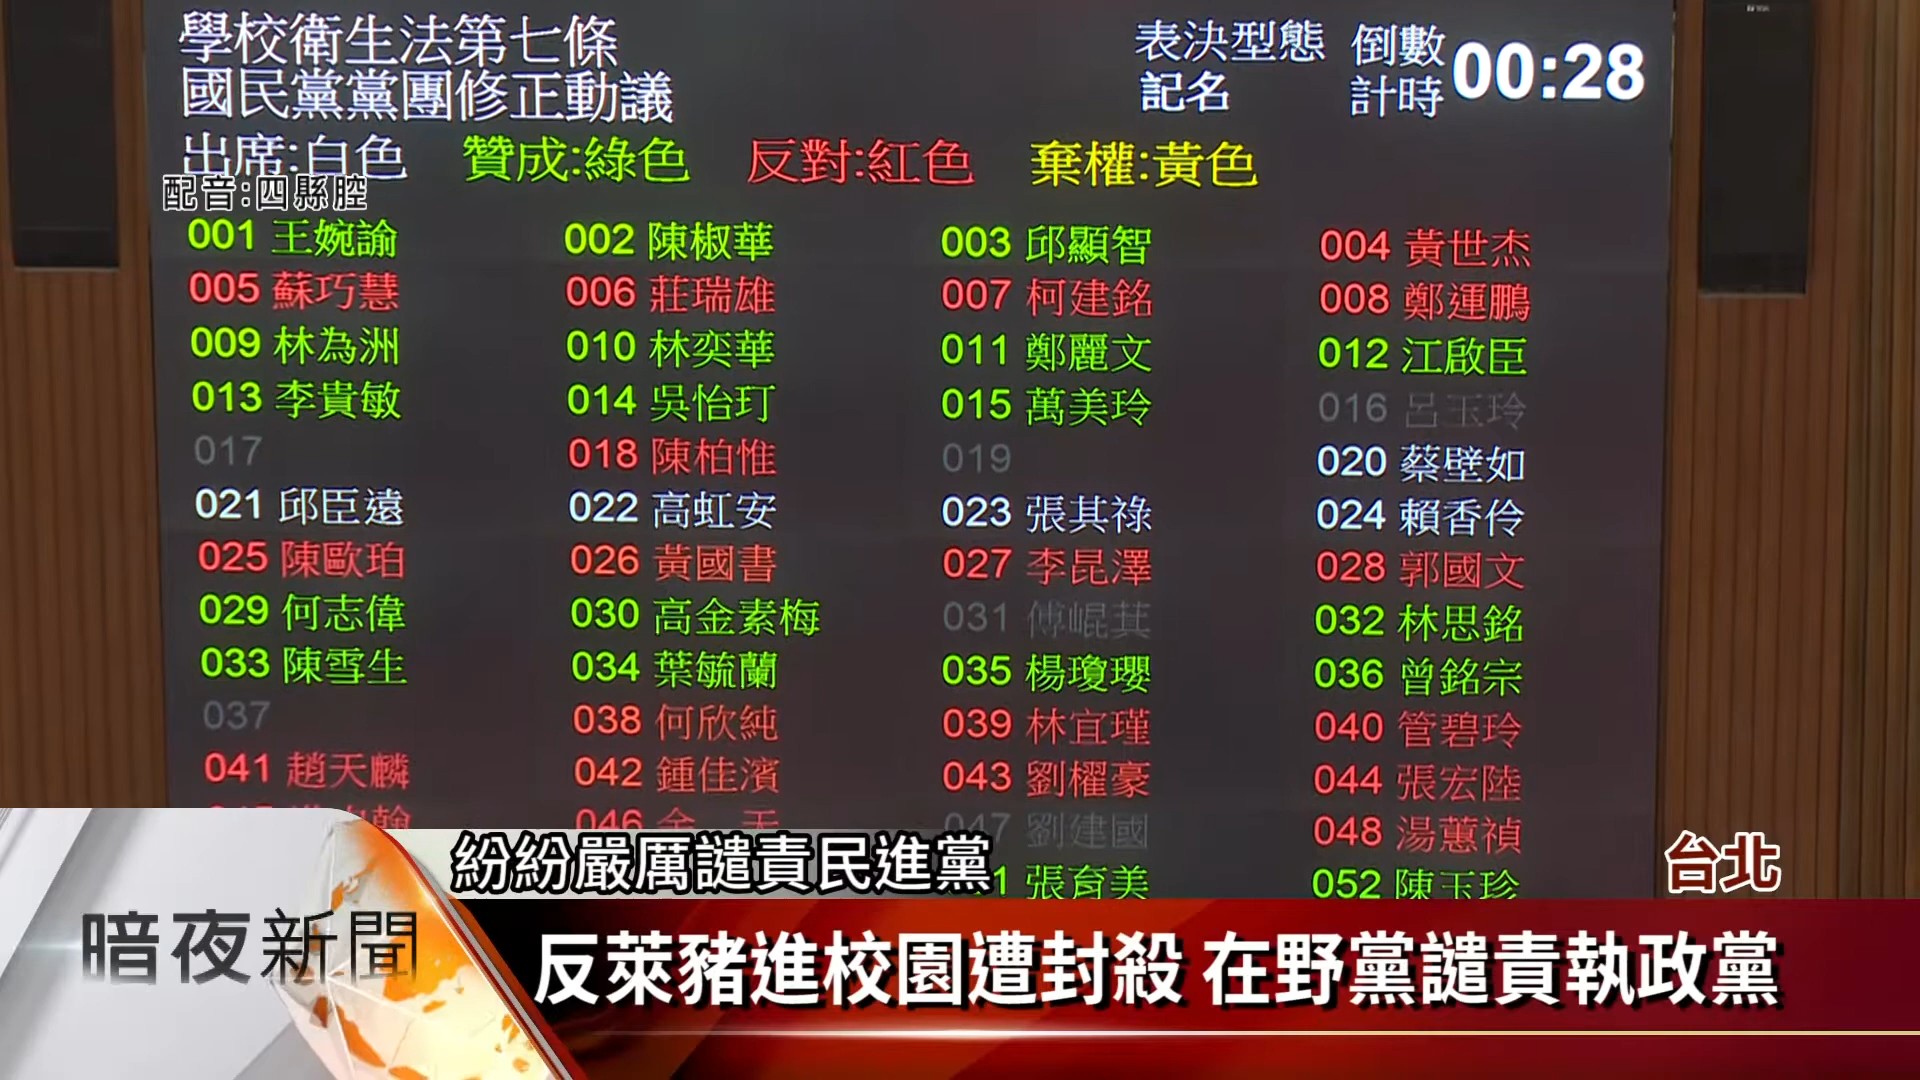 學校衛生法第七條
國民黨黨團修正動議
表決型態
記名
倒數
計時
00:28
出席:白色 贊成:綠色 反對:紅色 棄權:黃色
配音:四縣腔
001 王婉諭 002 陳椒華 003 邱顯智 004 黃世杰
005 蘇巧慧 006 莊瑞雄 007 柯建銘 008 鄭運鵬
009 林為洲 010 林奕華 011 鄭麗文 012 江啟臣
013 李貴敏 014 吳怡玎 015 萬美玲 016 呂玉玲
017 018 陳柏惟 019 020 蔡壁如
021 邱臣遠 022 高虹安 023 張其祿 024 賴香伶
025 陳歐珀 026 黃國書 027 李昆澤 028 郭國文
029 何志偉 030 高金素梅 031 傅崐萁 032 林思銘
033 陳雪生 034 葉毓蘭 035 楊瓊瓔 036 曾銘宗
037 038 何欣純 039 林宜瑾 040 管碧玲
041 趙天麟 042 鍾佳濱 043 劉櫂豪 044 張宏陸
046 047 劉建國 048 湯蕙禎
張育美 052 陳玉珍
紛紛嚴厲譴責民進黨
台北
暗夜新聞
反萊豬進校園遭封殺 在野黨譴責執政黨